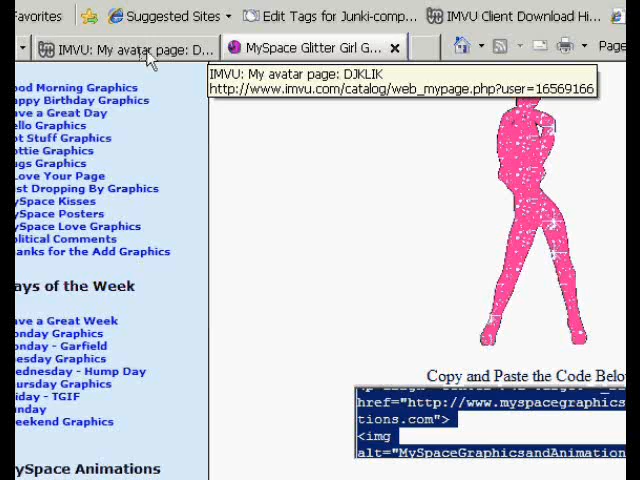 avorites
Suggested Sites
Edit Tags for Junki-comp...
IMVU Client Download Hi...
IMVU: My avatar page: D...
MySpace Glitter Girl G...
Page
IMVU: My avatar page: DJKLIK
http://www.imvu.com/catalog/web_mypage.php?user=16569166
ood Morning Graphics
appy Birthday Graphics
ave a Great Day
ello Graphics
ot Stuff Graphics
ottie Graphics
ugs Graphics
Love Your Page
st Dropping By Graphics
ySpace Kisses
ySpace Posters
ySpace Love Graphics
olitical Comments
hanks for the Add Graphics
ays of the Week
ave a Great Week
onday Graphics
onday - Garfield
uesday Graphics
ednesday - Hump Day
hursday Graphics
riday - TGIF
unday
eekend Graphics
ySpace Animations
Copy and Paste the Code Belo
href="http://www.myspacegraphics
tions.com">
<img
alt="MySpaceGraphicsandAnimation